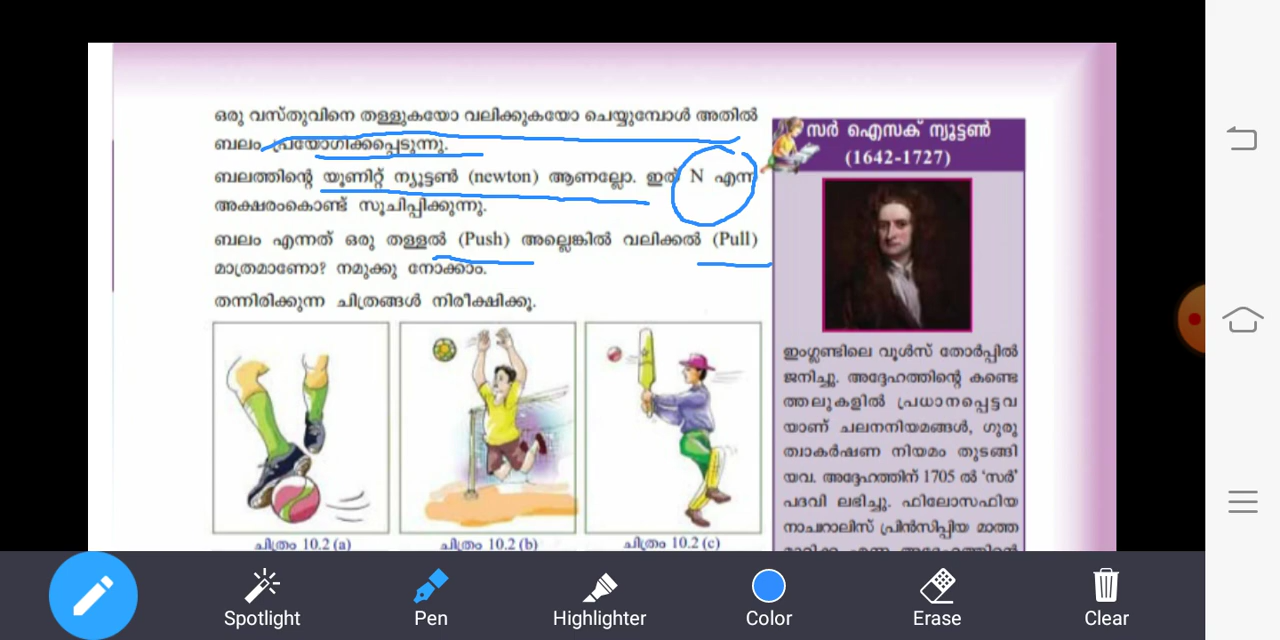 ഒരു വസ്തുവിനെ തള്ളുകയോ വലിക്കുകയോ ചെയ്യുമ്പോൾ അതിൽ
ബലം പ്രയോഗിക്കപ്പെടുന്നു.
ബലത്തിന്റെ യൂണിറ്റ് ന്യൂട്ടൺ (newton) ആണല്ലോ. ഇത് N എന്ന
അക്ഷരംകൊണ്ട് സൂചിപ്പിക്കുന്നു.
ബലം എന്നത് ഒരു തള്ളൽ (Push) അല്ലെങ്കിൽ വലിക്കൽ (Pull)
മാത്രമാണോ? നമുക്കു നോക്കാം.
തന്നിരിക്കുന്ന ചിത്രങ്ങൾ നിരീക്ഷിക്കൂ.
ചിത്രം 10.2 (a)
ചിത്രം 10.2 (b)
ചിത്രം 10.2 (c)
സർ ഐസക് ന്യൂട്ടൺ
(1642-1727)
ഇംഗ്ലണ്ടിലെ വൂൾസ് തോർപ്പിൽ
ജനിച്ചു. അദ്ദേഹത്തിന്റെ കണ്ടെ
ത്തലുകളിൽ പ്രധാനപ്പെട്ടവ
യാണ് ചലനനിയമങ്ങൾ, ഗുരു
ത്വാകർഷണ നിയമം തുടങ്ങി
യവ. അദ്ദേഹത്തിന് 1705 ൽ ‘സർ’
പദവി ലഭിച്ചു. ഫിലോസഫിയ
നാച്വറാലിസ് പ്രിൻസിപ്പിയ മാത്ത
Spotlight
Pen
Highlighter
Color
Erase
Clear